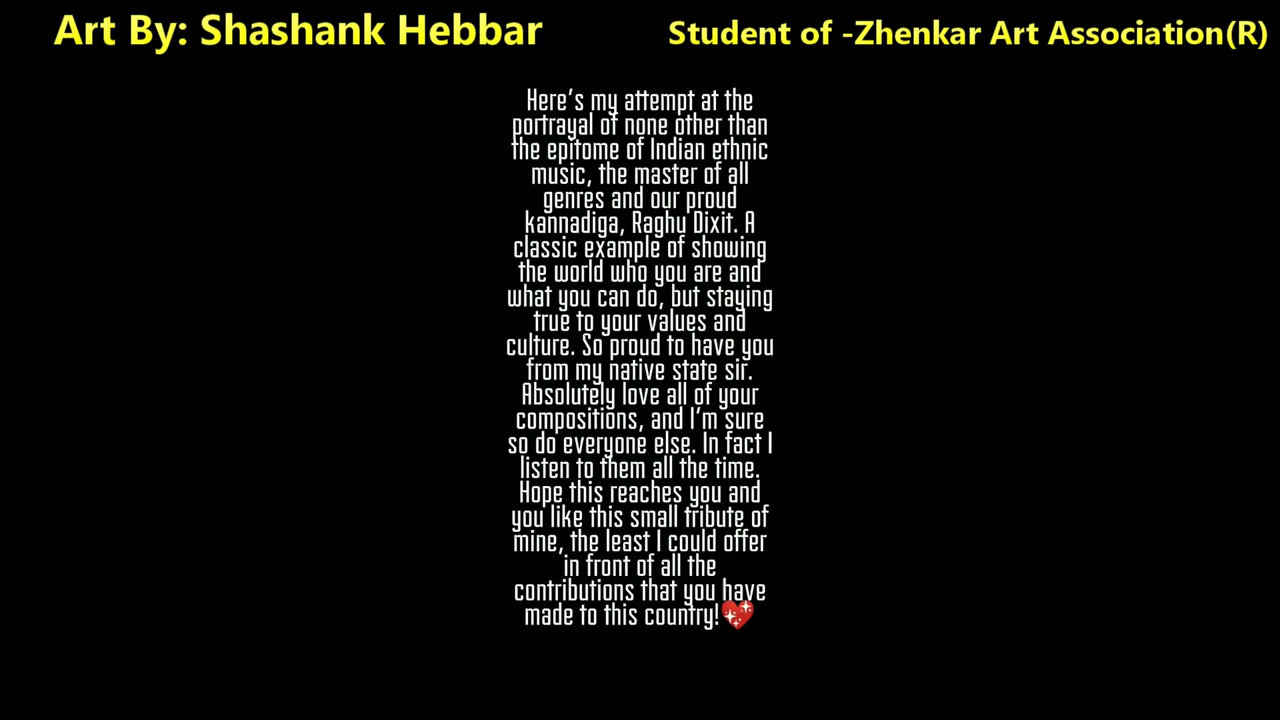 Art By: Shashank Hebbar
Student of -Zhenkar Art Association(R)
Here's my attempt at the
portrayal of none other than
the epitome of Indian ethnic
music, the master of all
genres and our proud
kannadiga, Raghu Dixit. A
classic example of showing
the world who you are and
what you can do, but staying
true to your values and
culture. So proud to have you
from my native state sir.
Absolutely love all of your
compositions, and I'm sure
so do everyone else. In fact I
listen to them all the time.
Hope this reaches you and
you like this small tribute of
mine, the least I could offer
in front of all the
contributions that you have
made to this country!💖